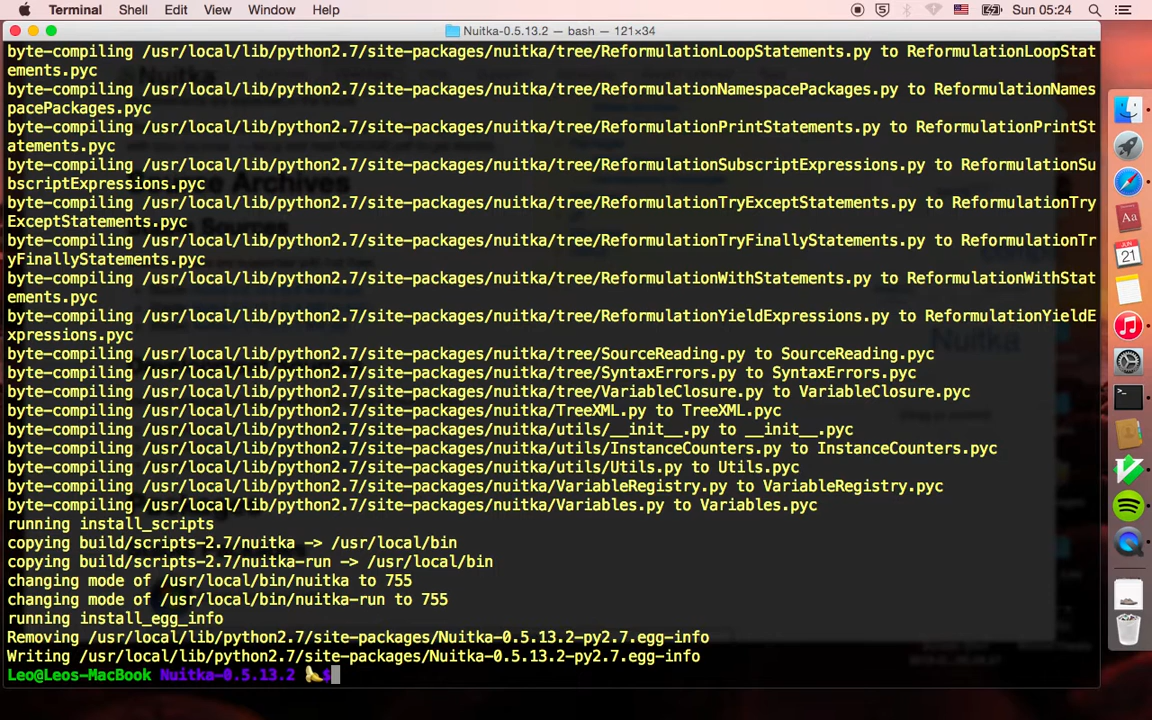 Terminal Shell Edit View Window Help Sun 05:24
Nuitka-0.5.13.2 — bash — 121×34
byte-compiling /usr/local/lib/python2.7/site-packages/nuitka/tree/ReformulationLoopStatements.py to ReformulationLoopStat
ements.pyc
byte-compiling /usr/local/lib/python2.7/site-packages/nuitka/tree/ReformulationNamespacePackages.py to ReformulationNames
pacePackages.pyc
byte-compiling /usr/local/lib/python2.7/site-packages/nuitka/tree/ReformulationPrintStatements.py to ReformulationPrintSt
atements.pyc
byte-compiling /usr/local/lib/python2.7/site-packages/nuitka/tree/ReformulationSubscriptExpressions.py to ReformulationSu
bscriptExpressions.pyc
byte-compiling /usr/local/lib/python2.7/site-packages/nuitka/tree/ReformulationTryExceptStatements.py to ReformulationTry
ExceptStatements.pyc
byte-compiling /usr/local/lib/python2.7/site-packages/nuitka/tree/ReformulationTryFinallyStatements.py to ReformulationTr
yFinallyStatements.pyc
byte-compiling /usr/local/lib/python2.7/site-packages/nuitka/tree/ReformulationWithStatements.py to ReformulationWithStat
ements.pyc
byte-compiling /usr/local/lib/python2.7/site-packages/nuitka/tree/ReformulationYieldExpressions.py to ReformulationYieldE
xpressions.pyc
byte-compiling /usr/local/lib/python2.7/site-packages/nuitka/tree/SourceReading.py to SourceReading.pyc
byte-compiling /usr/local/lib/python2.7/site-packages/nuitka/tree/SyntaxErrors.py to SyntaxErrors.pyc
byte-compiling /usr/local/lib/python2.7/site-packages/nuitka/tree/VariableClosure.py to VariableClosure.pyc
byte-compiling /usr/local/lib/python2.7/site-packages/nuitka/TreeXML.py to TreeXML.pyc
byte-compiling /usr/local/lib/python2.7/site-packages/nuitka/utils/__init__.py to __init__.pyc
byte-compiling /usr/local/lib/python2.7/site-packages/nuitka/utils/InstanceCounters.py to InstanceCounters.pyc
byte-compiling /usr/local/lib/python2.7/site-packages/nuitka/utils/Utils.py to Utils.pyc
byte-compiling /usr/local/lib/python2.7/site-packages/nuitka/VariableRegistry.py to VariableRegistry.pyc
byte-compiling /usr/local/lib/python2.7/site-packages/nuitka/Variables.py to Variables.pyc
running install_scripts
copying build/scripts-2.7/nuitka -> /usr/local/bin
copying build/scripts-2.7/nuitka-run -> /usr/local/bin
changing mode of /usr/local/bin/nuitka to 755
changing mode of /usr/local/bin/nuitka-run to 755
running install_egg_info
Removing /usr/local/lib/python2.7/site-packages/Nuitka-0.5.13.2-py2.7.egg-info
Writing /usr/local/lib/python2.7/site-packages/Nuitka-0.5.13.2-py2.7.egg-info
Leo@Leos-MacBook Nuitka-0.5.13.2 🍌$
Aa
JUN
21